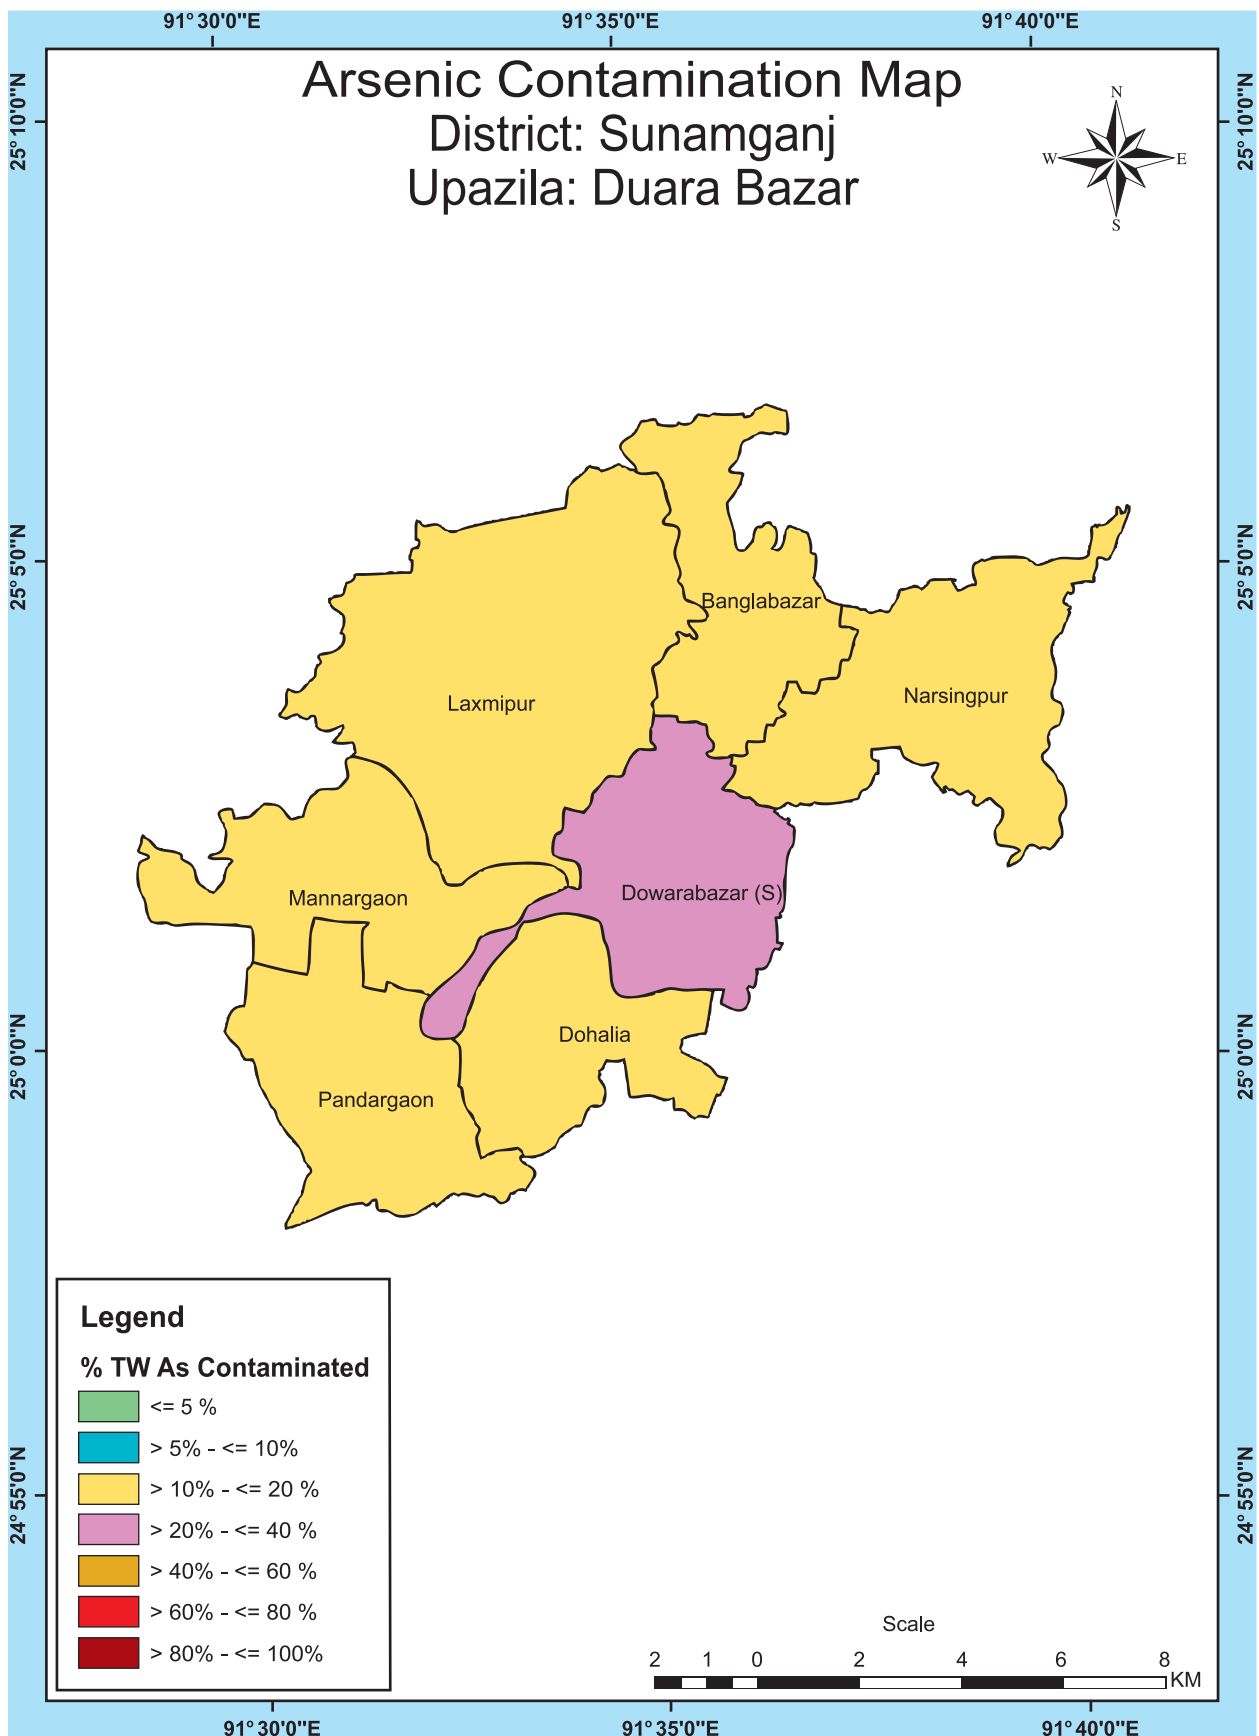 91°30'0"E 91°35'0"E 91°40'0"E
Arsenic Contamination Map
District: Sunamganj
Upazila: Duara Bazar
N
W E
S
25°10'0"N 25°10'0"N
25°5'0"N 25°5'0"N
Banglabazar
Narsingpur
Laxmipur
Dowarabazar (S)
Mannargaon
Dohalia
25°0'0"N 25°0'0"N
Pandargaon
Legend
% TW As Contaminated
<= 5 %
> 5% - <= 10%
> 10% - <= 20 %
> 20% - <= 40 %
> 40% - <= 60 %
> 60% - <= 80 %
> 80% - <= 100%
24°55'0"N 24°55'0"N
Scale
2 1 0 2 4 6 8
KM
91°30'0"E 91°35'0"E 91°40'0"E